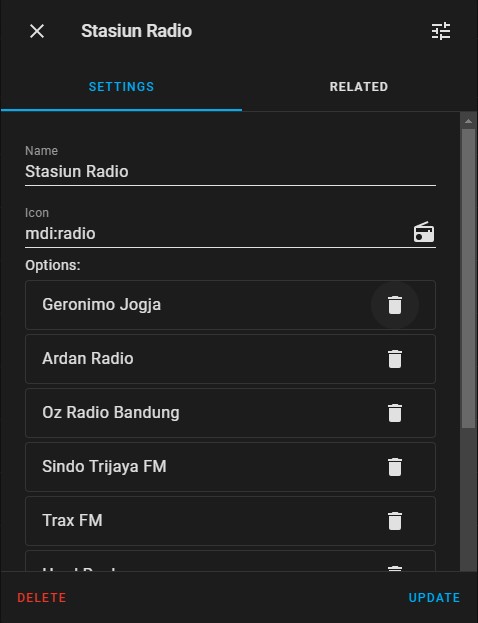 Stasiun Radio
SETTINGS
RELATED
Name
Stasiun Radio
Icon
mdi:radio
Options:
Geronimo Jogja
Ardan Radio
Oz Radio Bandung
Sindo Trijaya FM
Trax FM
DELETE
UPDATE